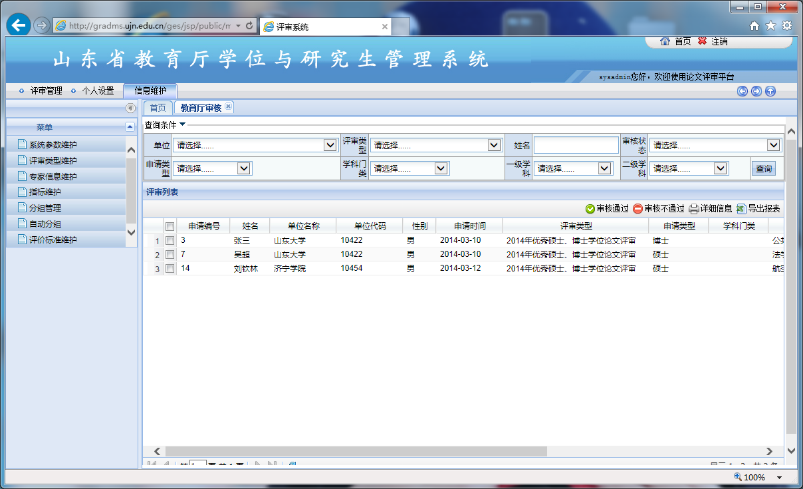 http://gradms.ujn.edu.cn/ges/jsp/public/m
评审系统
山东省教育厅学位与研究生管理系统
首页 注销
sysadmin您好，欢迎使用论文评审平台
评审管理 个人设置 信息维护
菜单
系统参数维护
评审类型维护
专家信息维护
指标维护
分组管理
自动分组
评价标准维护
首页 教育厅审核
查询条件
单位 请选择...... 评审类型 请选择...... 姓名 审核状态 请选择......
申请类型 请选择...... 学科门类 请选择...... 一级学科 请选择...... 二级学科 请选择...... 查询
评审列表
审核通过 审核不通过 详细信息 导出报表
申请编号 姓名 单位名称 单位代码 性别 申请时间 评审类型 申请类型 学科门类
1 3 张三 山东大学 10422 男 2014-03-10 2014年优秀硕士、博士学位论文评审 博士
2 7 吴超 山东大学 10422 男 2014-03-10 2014年优秀硕士、博士学位论文评审 硕士
3 14 刘钦林 济宁学院 10454 男 2014-03-12 2014年优秀硕士、博士学位论文评审 硕士
100%